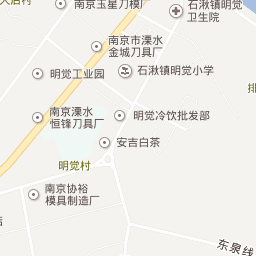 南京玉星刀模厂
石湫镇明觉
卫生院
南京市溧水
金城刀具厂
石湫镇明觉小学
明觉工业园
南京溧水
恒锋刀具厂
明觉冷饮批发部
安吉白茶
明觉村
南京协裕
模具制造厂
东泉线